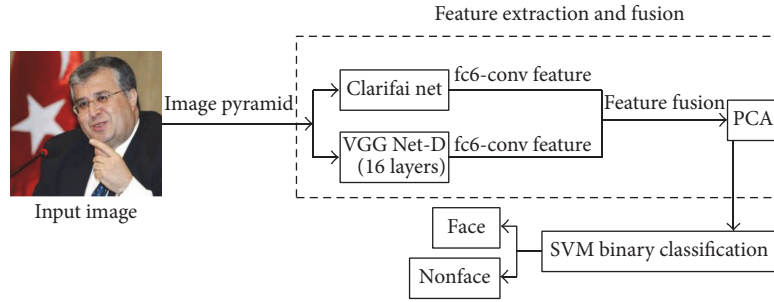 Feature extraction and fusion
Image pyramid
Clarifai net
fc6-conv feature
VGG Net-D
(16 layers)
fc6-conv feature
Feature fusion
PCA
Input image
Face
Nonface
SVM binary classification